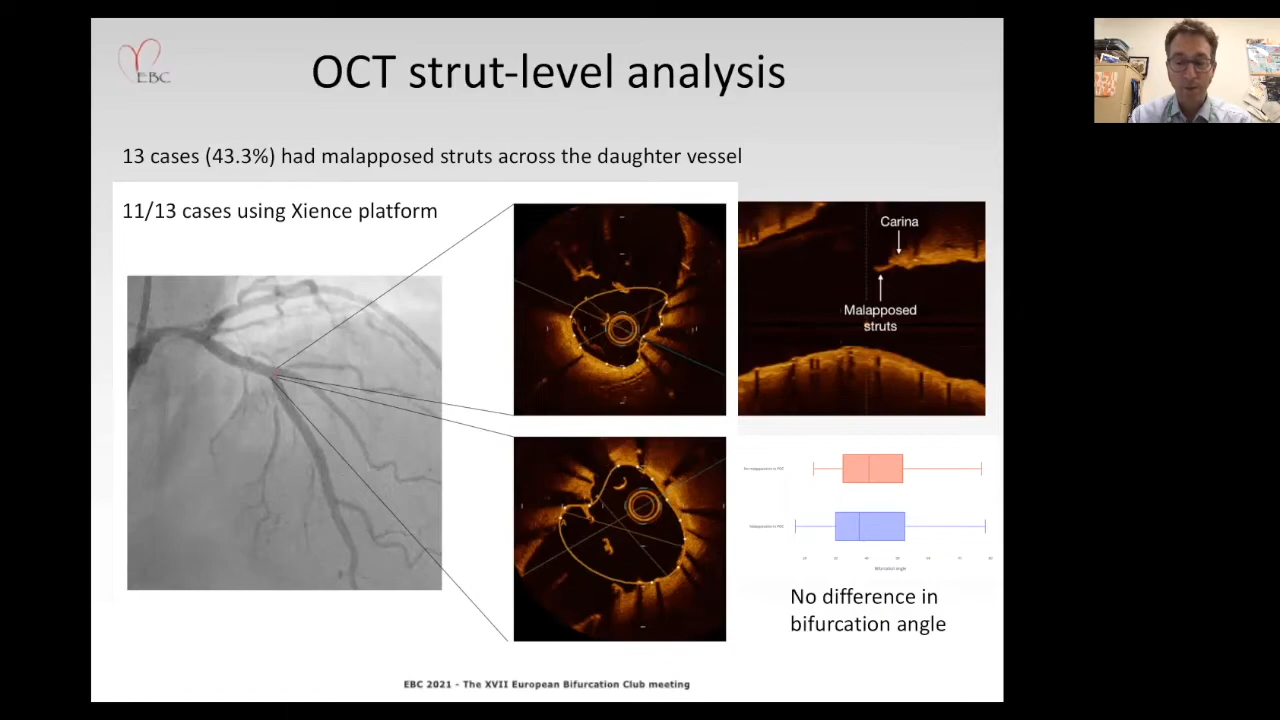 EBC
OCT strut-level analysis
13 cases (43.3%) had malapposed struts across the daughter vessel
11/13 cases using Xience platform
Carina
Malapposed
struts
Bifurcation angle
No difference in
bifurcation angle
EBC 2021 - The XVII European Bifurcation Club meeting